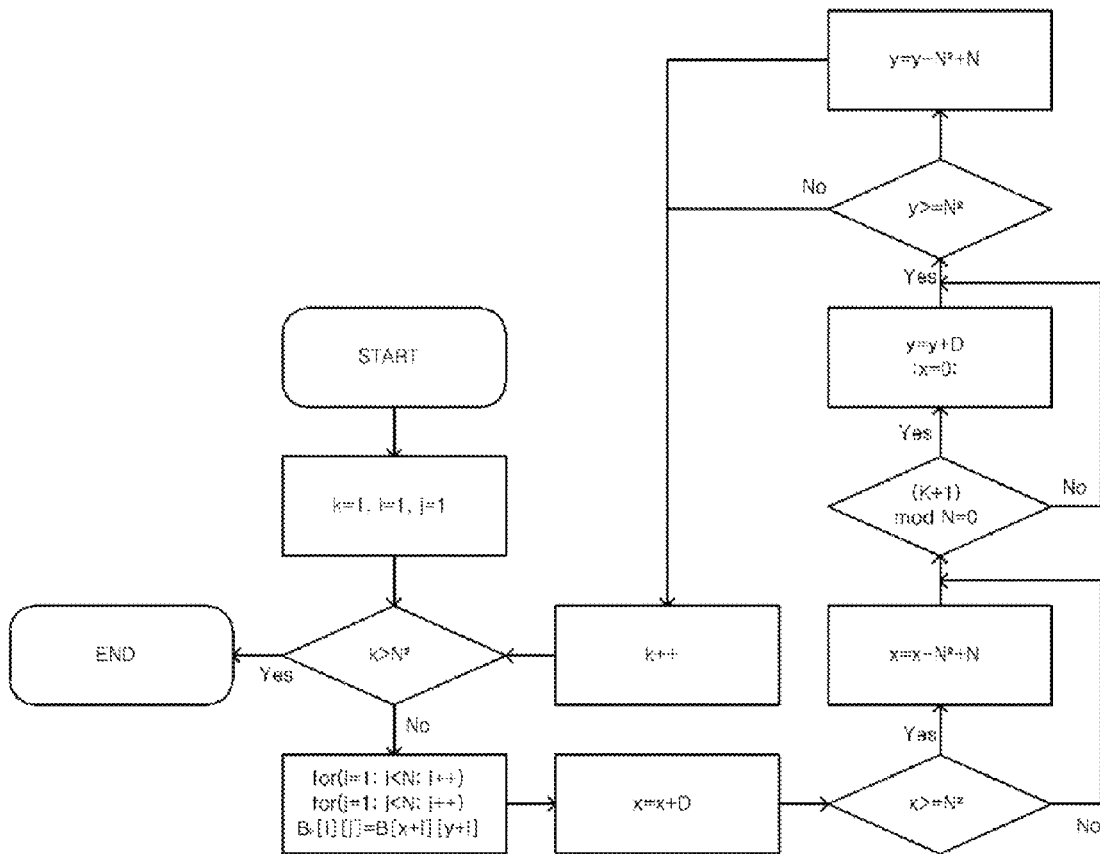 START
k=1, i=1, j=1
k>N²
Yes
END
No
for(i=1; i<N; i++)
for(j=1; j<N; j++)
x=x+D
x>=N²
Yes
No
x=x-N²+N
(K+1)
mod N=0
Yes
No
y=y+D
;x=0;
Yes
y>=N²
No
y=y-N²+N
k++